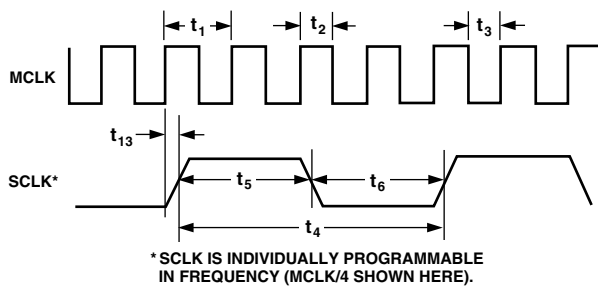 t1
t2
t3
MCLK
t13
SCLK*
t5
t6
t4
* SCLK IS INDIVIDUALLY PROGRAMMABLE
IN FREQUENCY (MCLK/4 SHOWN HERE).